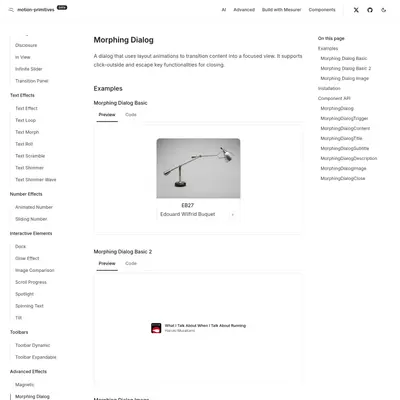 motion-primitives
AI
Advanced
Build with Mesurer
Components
Disclosure
In View
Infinite Slider
Transition Panel
Text Effects
Text Effect
Text Loop
Text Morph
Text Roll
Text Scramble
Text Shimmer
Text Shimmer Wave
Number Effects
Animated Number
Sliding Number
Interactive Elements
Dock
Glow Effect
Image Comparison
Scroll Progress
Spotlight
Spinning Text
Tilt
Toolbars
Toolbar Dynamic
Toolbar Expandable
Advanced Effects
Magnetic
Morphing Dialog
Morphing Dialog
A dialog that uses layout animations to transition content into a focused view. It supports
click-outside and escape key functionalities for closing.
Examples
Morphing Dialog Basic
Preview
Code
EB27
Edouard Wilfrid Buquet
Morphing Dialog Basic 2
Preview
Code
What I Talk About When I Talk About Running
Haruki Murakami
Morphing Dialog Image
On this page
Examples
Morphing Dialog Basic
Morphing Dialog Basic 2
Morphing Dialog Image
Installation
Component API
MorphingDialog
MorphingDialogTrigger
MorphingDialogContent
MorphingDialogTitle
MorphingDialogSubtitle
MorphingDialogDescription
MorphingDialogImage
MorphingDialogClose